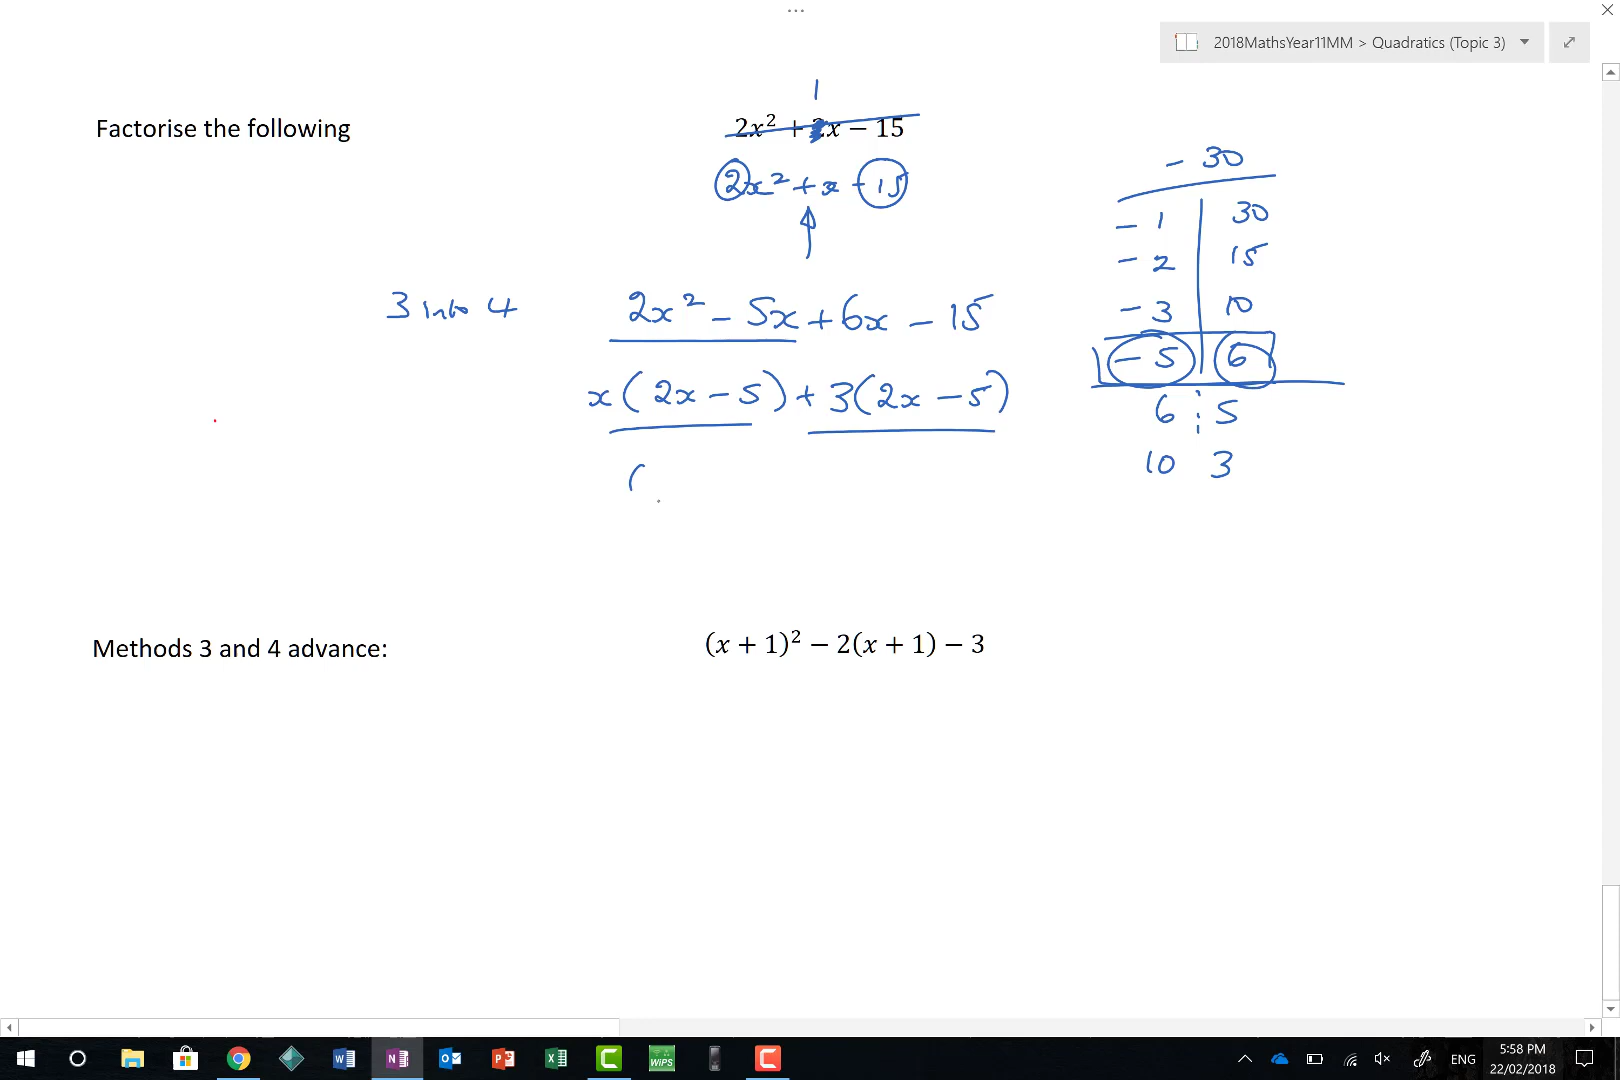 2018MathsYear11MM > Quadratics (Topic 3)
1
Factorise the following
2x² + 2x − 15
2x² + x − 15
− 30
− 1 30
− 2 15
− 3 10
− 5 6
6 5
10 3
3 into 4
2x² − 5x + 6x − 15
x(2x − 5) + 3(2x − 5)
(
Methods 3 and 4 advance:
(x + 1)² − 2(x + 1) − 3
WiPS
ENG
5:58 PM
22/02/2018